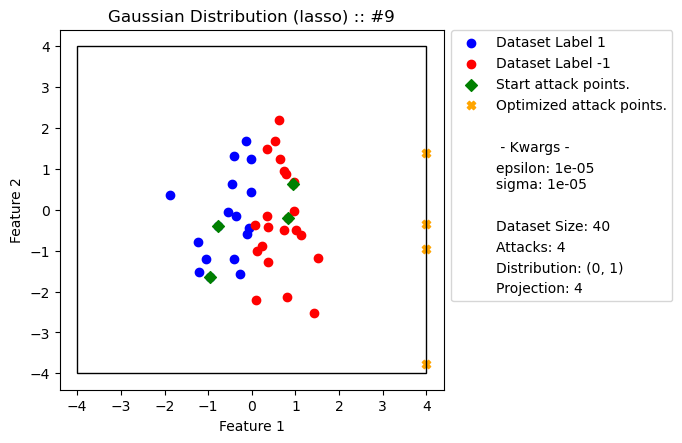 Gaussian Distribution (lasso) :: #9
4
3
2
1
0
−1
−2
−3
−4
Feature 2
−4
−3
−2
−1
0
1
2
3
4
Feature 1
Dataset Label 1
Dataset Label -1
Start attack points.
Optimized attack points.
- Kwargs -
epsilon: 1e-05
sigma: 1e-05
Dataset Size: 40
Attacks: 4
Distribution: (0, 1)
Projection: 4